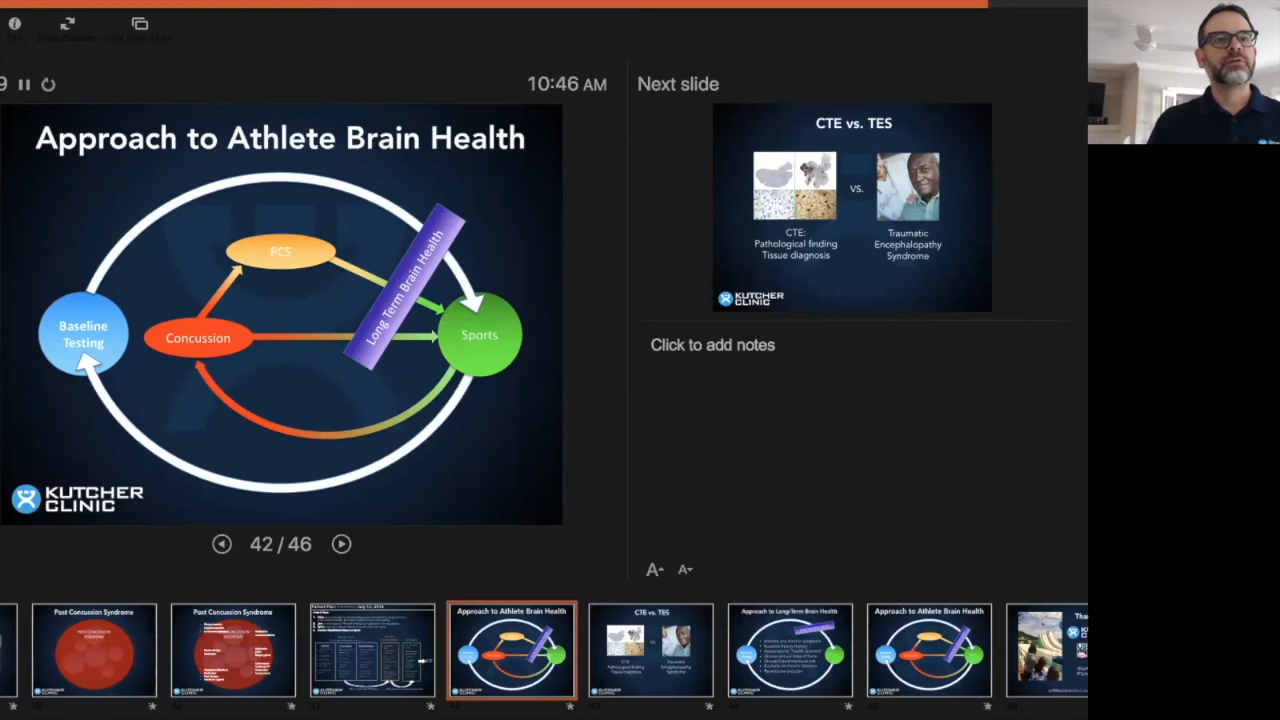 9
10:46 AM
Next slide
Approach to Athlete Brain Health
PCS
Long Term Brain Health
Baseline
Testing
Concussion
Sports
KUTCHER
CLINIC
CTE vs. TES
VS.
CTE:
Pathological finding
Tissue diagnosis
Traumatic
Encephalopathy
Syndrome
KUTCHER
CLINIC
Click to add notes
42 / 46
A A
Post Concussion Syndrome
Post Concussion Syndrome
Approach to Athlete Brain Health
CTE vs. TES
Approach to Long-Term Brain Health
Approach to Athlete Brain Health
Tha